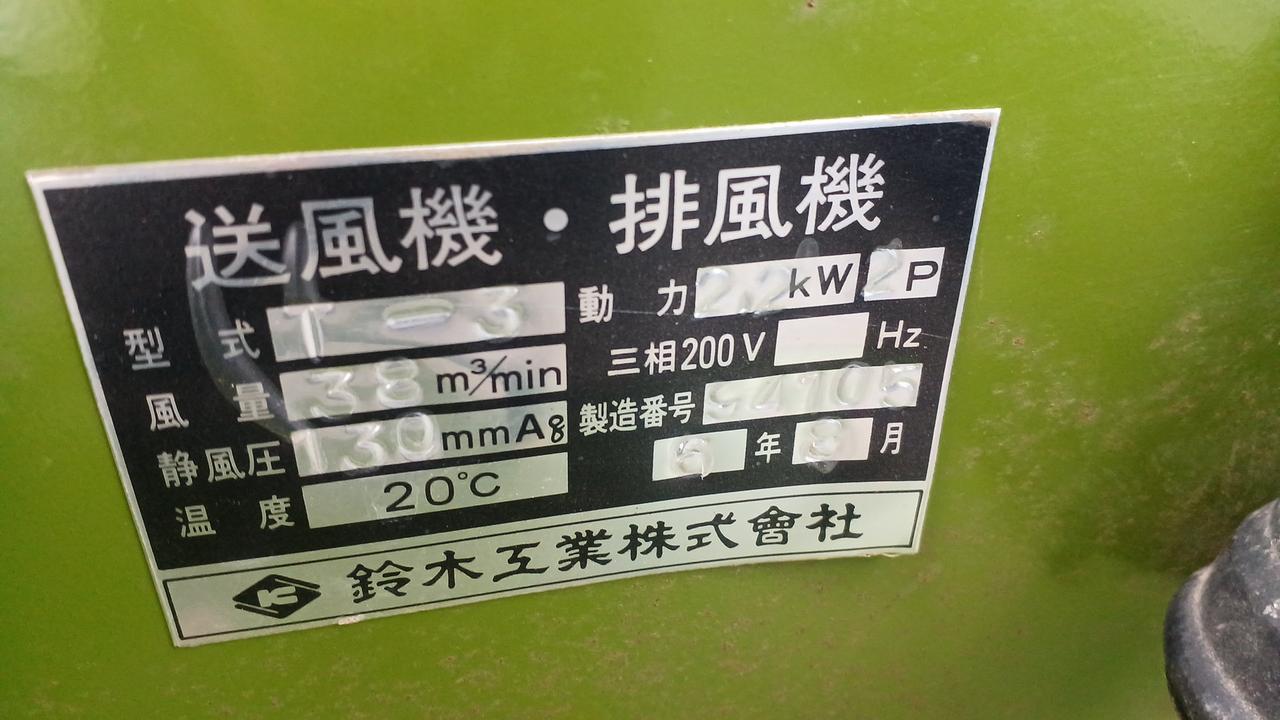 送風機・排風機
型式 T-3
風量 38 m³/min
静風圧 130 mmAg
温度 20℃
動力 2.2 kW 2P
三相200V Hz
製造番号 94105
6年 8月
鈴木工業株式會社